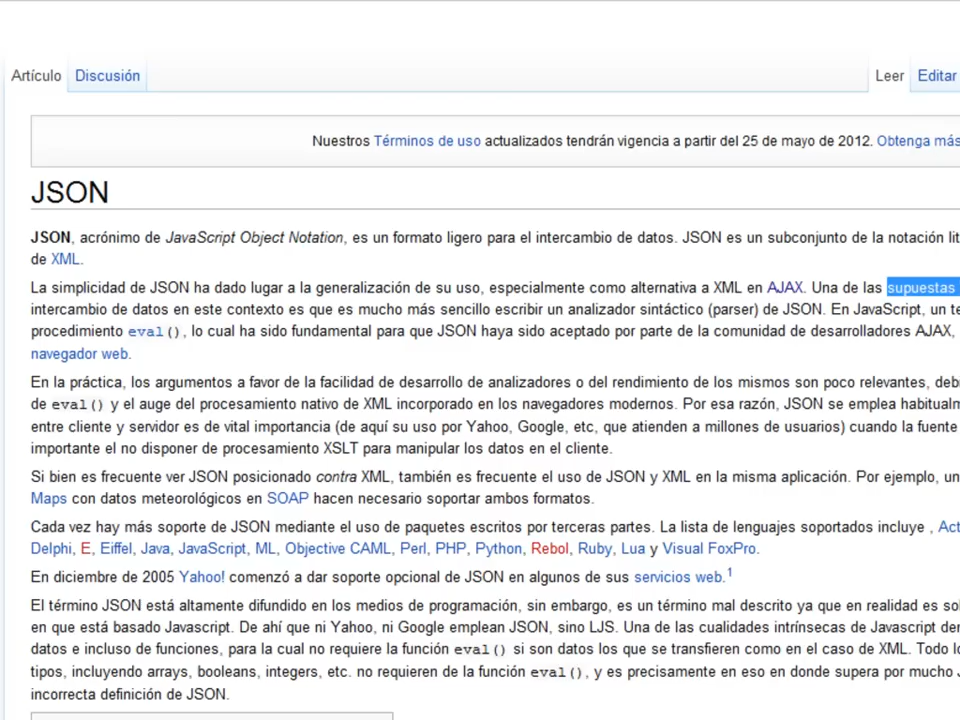 Artículo Discusión Leer Editar
Nuestros Términos de uso actualizados tendrán vigencia a partir del 25 de mayo de 2012. Obtenga más
JSON
JSON, acrónimo de JavaScript Object Notation, es un formato ligero para el intercambio de datos. JSON es un subconjunto de la notación lit
de XML.
La simplicidad de JSON ha dado lugar a la generalización de su uso, especialmente como alternativa a XML en AJAX. Una de las supuestas
intercambio de datos en este contexto es que es mucho más sencillo escribir un analizador sintáctico (parser) de JSON. En JavaScript, un te
procedimiento eval(), lo cual ha sido fundamental para que JSON haya sido aceptado por parte de la comunidad de desarrolladores AJAX,
navegador web.
En la práctica, los argumentos a favor de la facilidad de desarrollo de analizadores o del rendimiento de los mismos son poco relevantes, debi
de eval() y el auge del procesamiento nativo de XML incorporado en los navegadores modernos. Por esa razón, JSON se emplea habitualm
entre cliente y servidor es de vital importancia (de aquí su uso por Yahoo, Google, etc, que atienden a millones de usuarios) cuando la fuente
importante el no disponer de procesamiento XSLT para manipular los datos en el cliente.
Si bien es frecuente ver JSON posicionado contra XML, también es frecuente el uso de JSON y XML en la misma aplicación. Por ejemplo, un
Maps con datos meteorológicos en SOAP hacen necesario soportar ambos formatos.
Cada vez hay más soporte de JSON mediante el uso de paquetes escritos por terceras partes. La lista de lenguajes soportados incluye , Act
Delphi, E, Eiffel, Java, JavaScript, ML, Objective CAML, Perl, PHP, Python, Rebol, Ruby, Lua y Visual FoxPro.
En diciembre de 2005 Yahoo! comenzó a dar soporte opcional de JSON en algunos de sus servicios web.1
El término JSON está altamente difundido en los medios de programación, sin embargo, es un término mal descrito ya que en realidad es sol
en que está basado Javascript. De ahí que ni Yahoo, ni Google emplean JSON, sino LJS. Una de las cualidades intrínsecas de Javascript den
datos e incluso de funciones, para la cual no requiere la función eval() si son datos los que se transfieren como en el caso de XML. Todo lo
tipos, incluyendo arrays, booleans, integers, etc. no requieren de la función eval(), y es precisamente en eso en donde supera por mucho J
incorrecta definición de JSON.